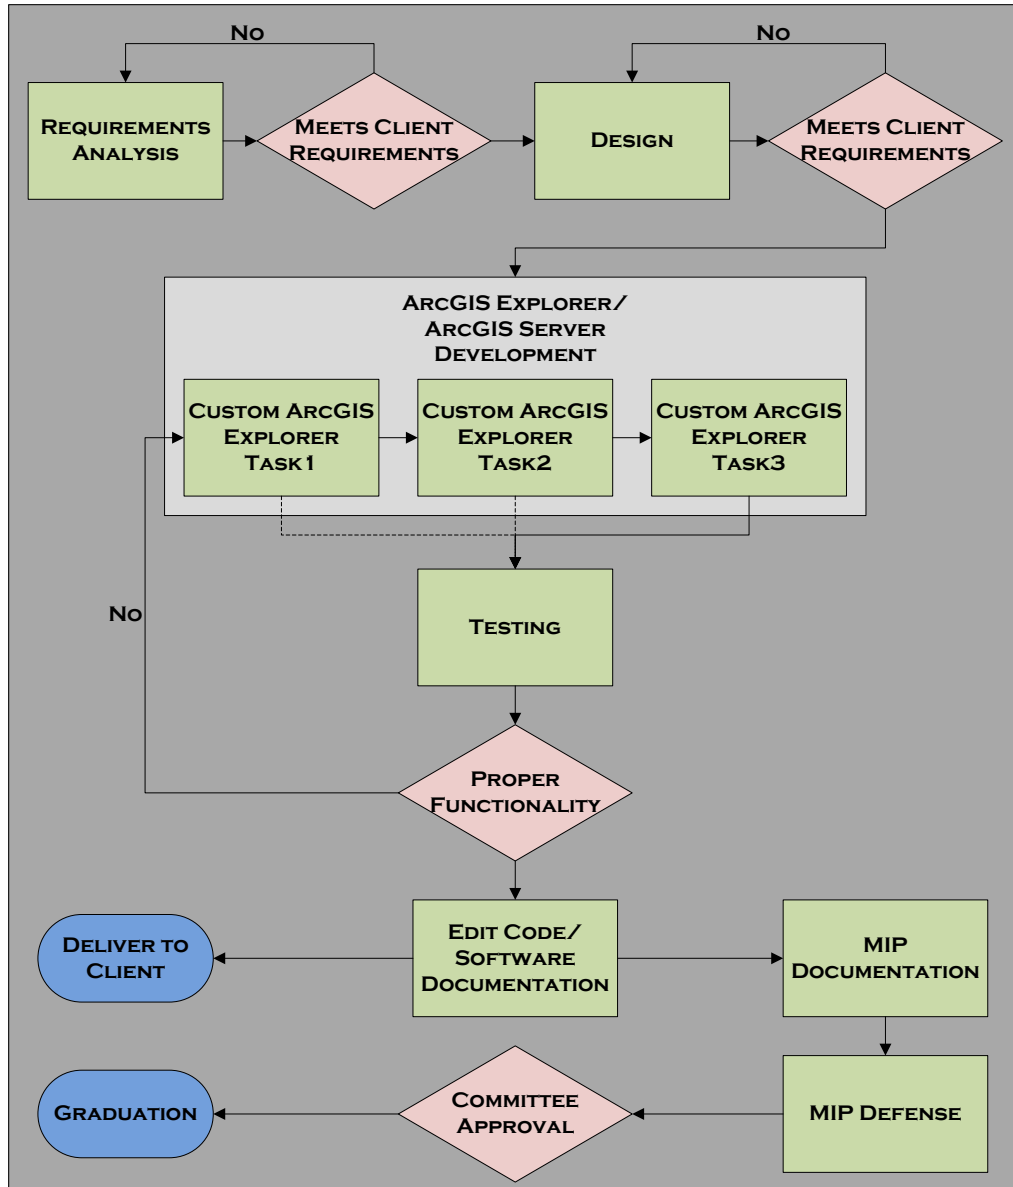 No
No
Requirements
Analysis
Meets Client
Requirements
Design
Meets Client
Requirements
ArcGIS Explorer/
ArcGIS Server
Development
Custom ArcGIS
Explorer
Task1
Custom ArcGIS
Explorer
Task2
Custom ArcGIS
Explorer
Task3
No
Testing
Proper
Functionality
Deliver to
Client
Edit Code/
Software
Documentation
MIP
Documentation
Graduation
Committee
Approval
MIP Defense